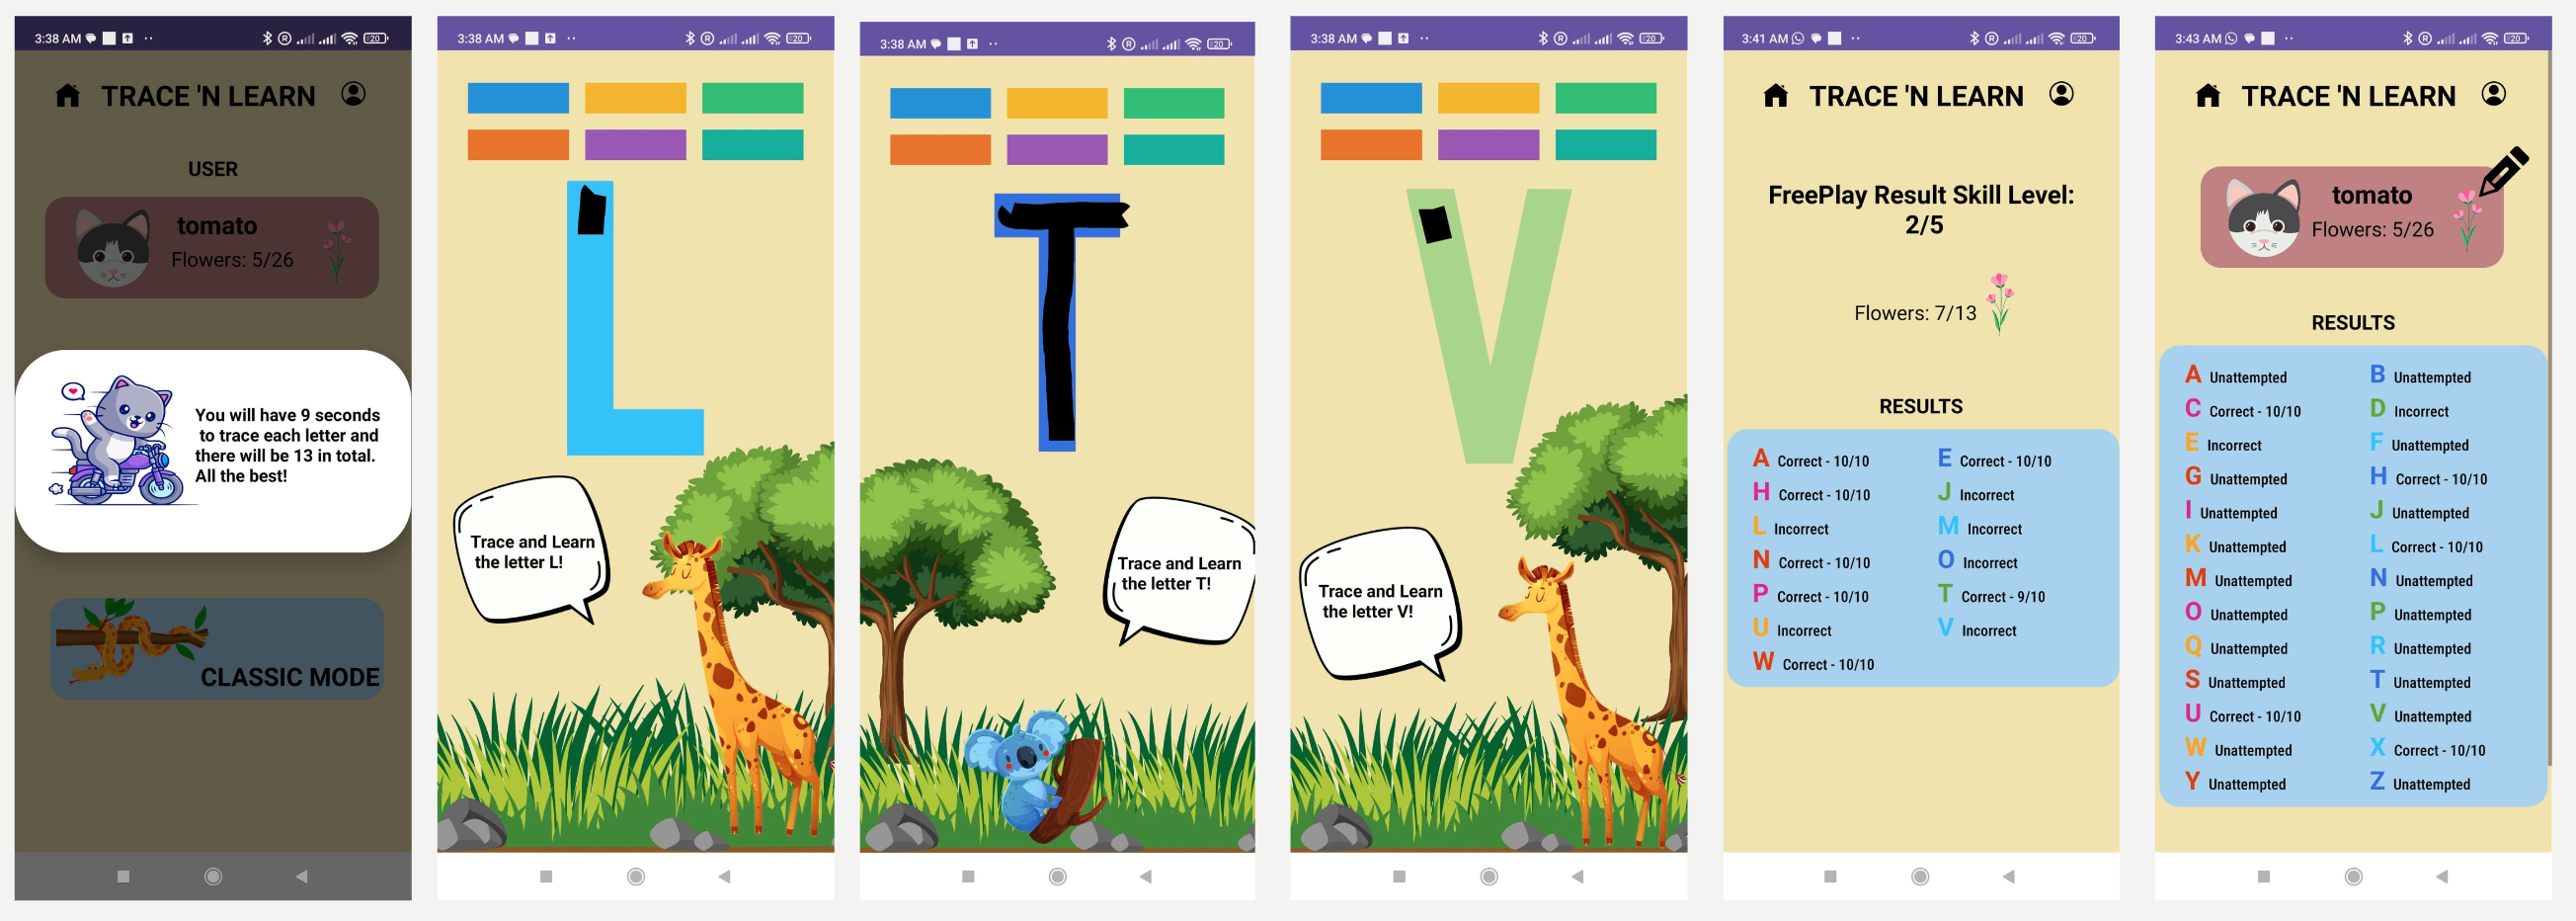 3:38 AM
20
TRACE 'N LEARN
USER
tomato
Flowers: 5/26
You will have 9 seconds
to trace each letter and
there will be 13 in total.
All the best!
CLASSIC MODE
3:38 AM
R
20
L
Trace and Learn
the letter L!
3:38 AM
R
20
T
Trace and Learn
the letter T!
3:38 AM
R
20
V
Trace and Learn
the letter V!
3:41 AM
R
20
TRACE 'N LEARN
FreePlay Result Skill Level:
2/5
Flowers: 7/13
RESULTS
A Correct - 10/10 E Correct - 10/10
H Correct - 10/10 J Incorrect
L Incorrect M Incorrect
N Correct - 10/10 O Incorrect
P Correct - 10/10 T Correct - 9/10
U Incorrect V Incorrect
W Correct - 10/10
3:43 AM
R
20
TRACE 'N LEARN
tomato
Flowers: 5/26
RESULTS
A Unattempted B Unattempted
C Correct - 10/10 D Incorrect
E Incorrect F Unattempted
G Unattempted H Correct - 10/10
I Unattempted J Unattempted
K Unattempted L Correct - 10/10
M Unattempted N Unattempted
O Unattempted P Unattempted
Q Unattempted R Unattempted
S Unattempted T Unattempted
U Correct - 10/10 V Unattempted
W Unattempted X Correct - 10/10
Y Unattempted Z Unattempted